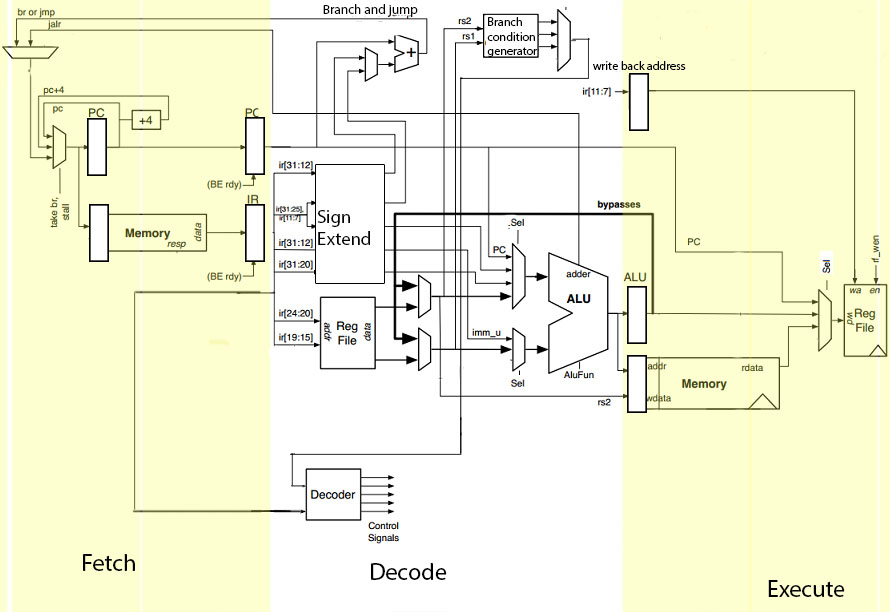 br or jmp
jalr
Branch and jump
+
rs2
rs1
Branch
condition
generator
write back address
ir[11:7]
pc+4
pc
PC
+4
PC
(BE rdy)
take br,
stall
IR
Memory
resp
data
(BE rdy)
ir[31:12]
ir[31:25],
ir[11:7]
ir[31:12]
ir[31:20]
Sign
Extend
ir[24:20]
ir[19:15]
addr
Reg
File
data
bypasses
Sel
PC
imm_u
Sel
adder
ALU
AluFun
rs2
ALU
addr
wdata
Memory
rdata
PC
Sel
rf_wen
wa
en
wd
Reg
File
Decoder
Control
Signals
Fetch
Decode
Execute